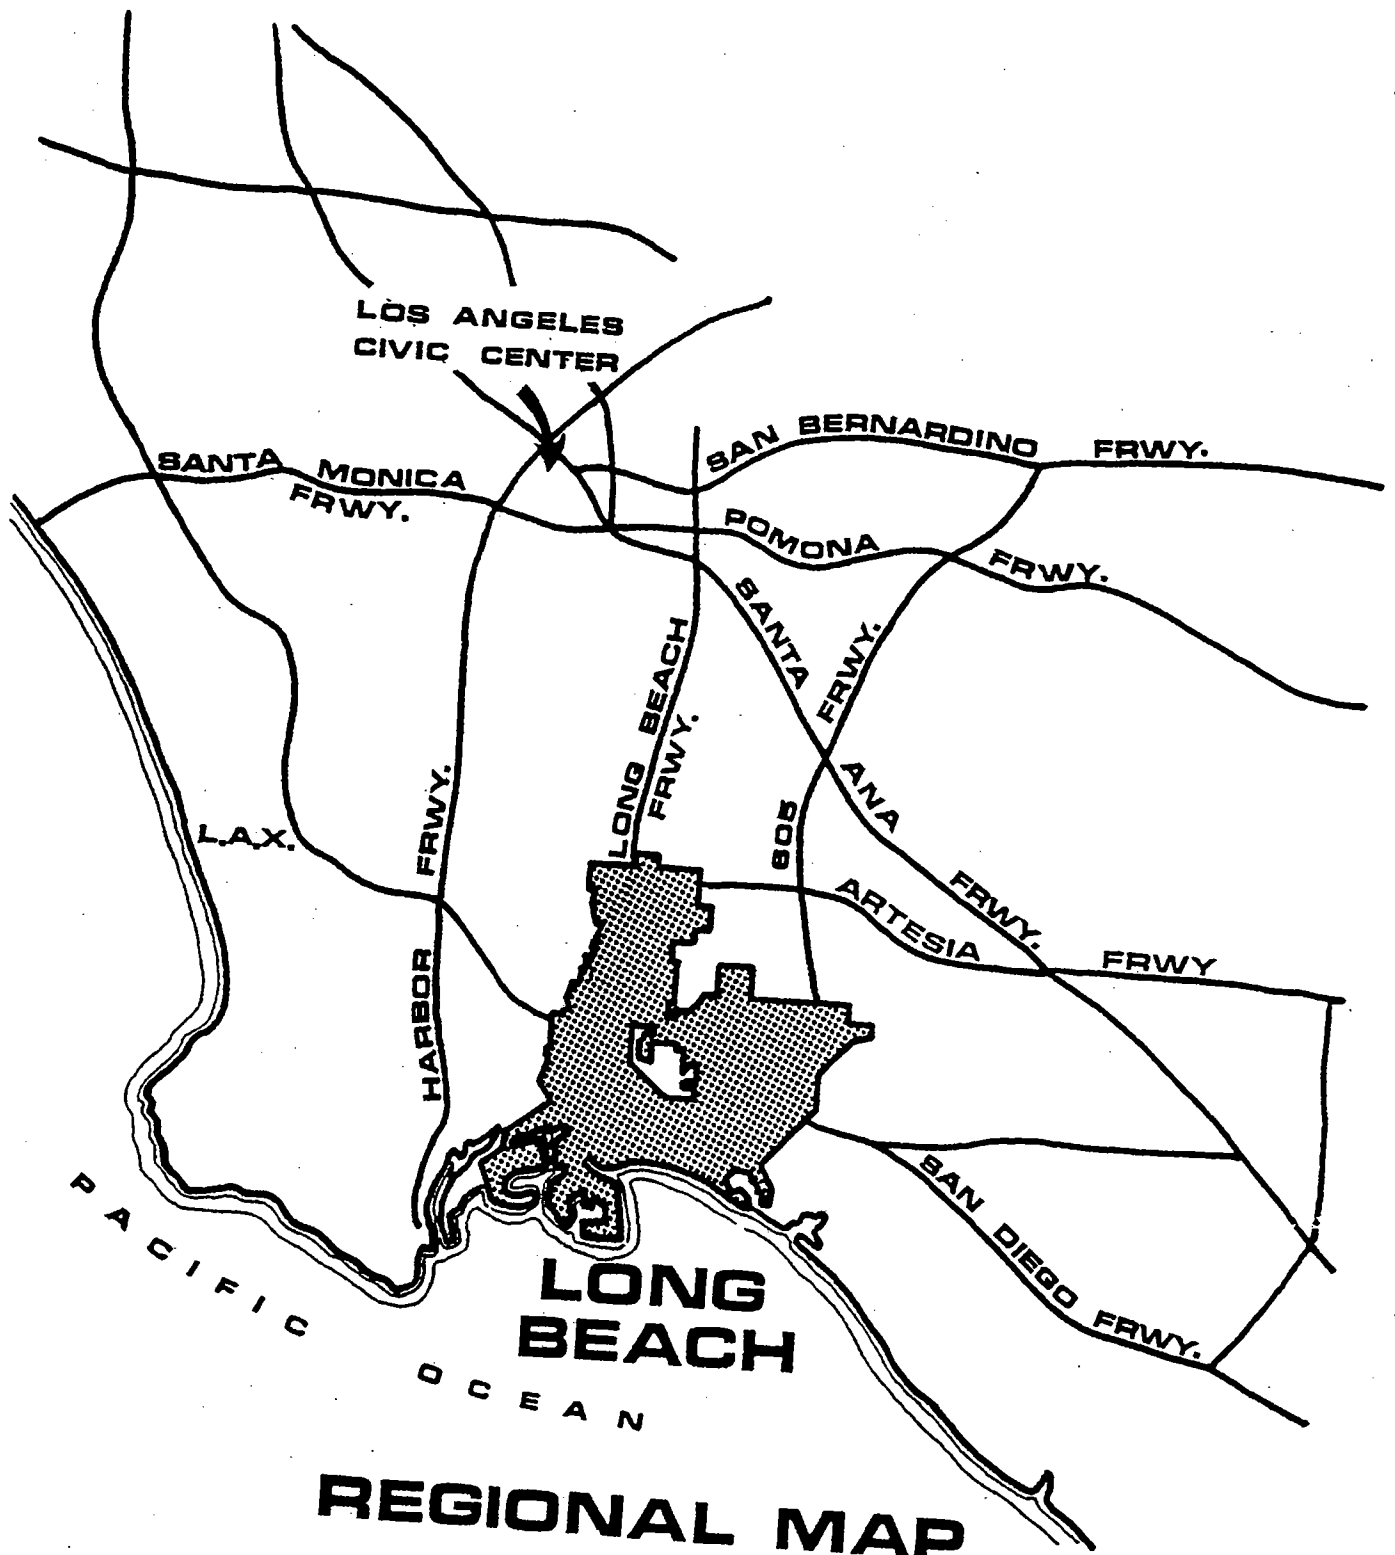 LOS ANGELES
CIVIC CENTER
SAN BERNARDINO FRWY.
SANTA MONICA
FRWY.
POMONA FRWY.
SANTA ANA FRWY.
LONG BEACH
FRWY.
605 FRWY.
HARBOR FRWY.
L.A.X.
ARTESIA FRWY
SAN DIEGO FRWY.
PACIFIC OCEAN
LONG
BEACH
REGIONAL MAP